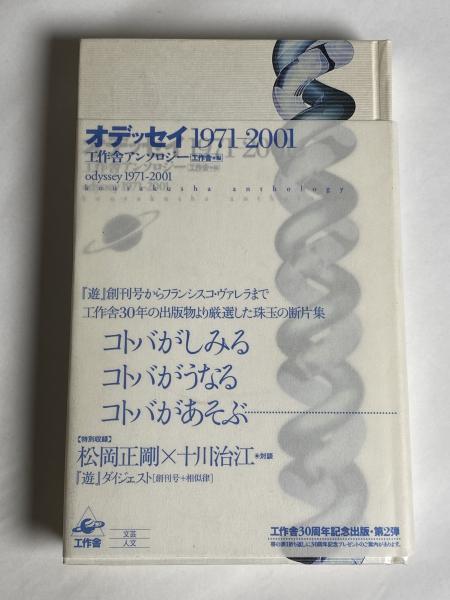 オデッセイ1971-2001
工作舎アンソロジー[工作舎・編]
odyssey 1971-2001
kousakusha anthology
『遊』創刊号からフランシスコ・ヴァレラまで
工作舎30年の出版物より厳選した珠玉の断片集
コトバがしみる
コトバがうなる
コトバがあそぶ
【特別収録】
松岡正剛×十川治江 *対談
『遊』ダイジェスト[創刊号+相似律]
工作舎
文芸
人文
工作舎30周年記念出版・第2弾